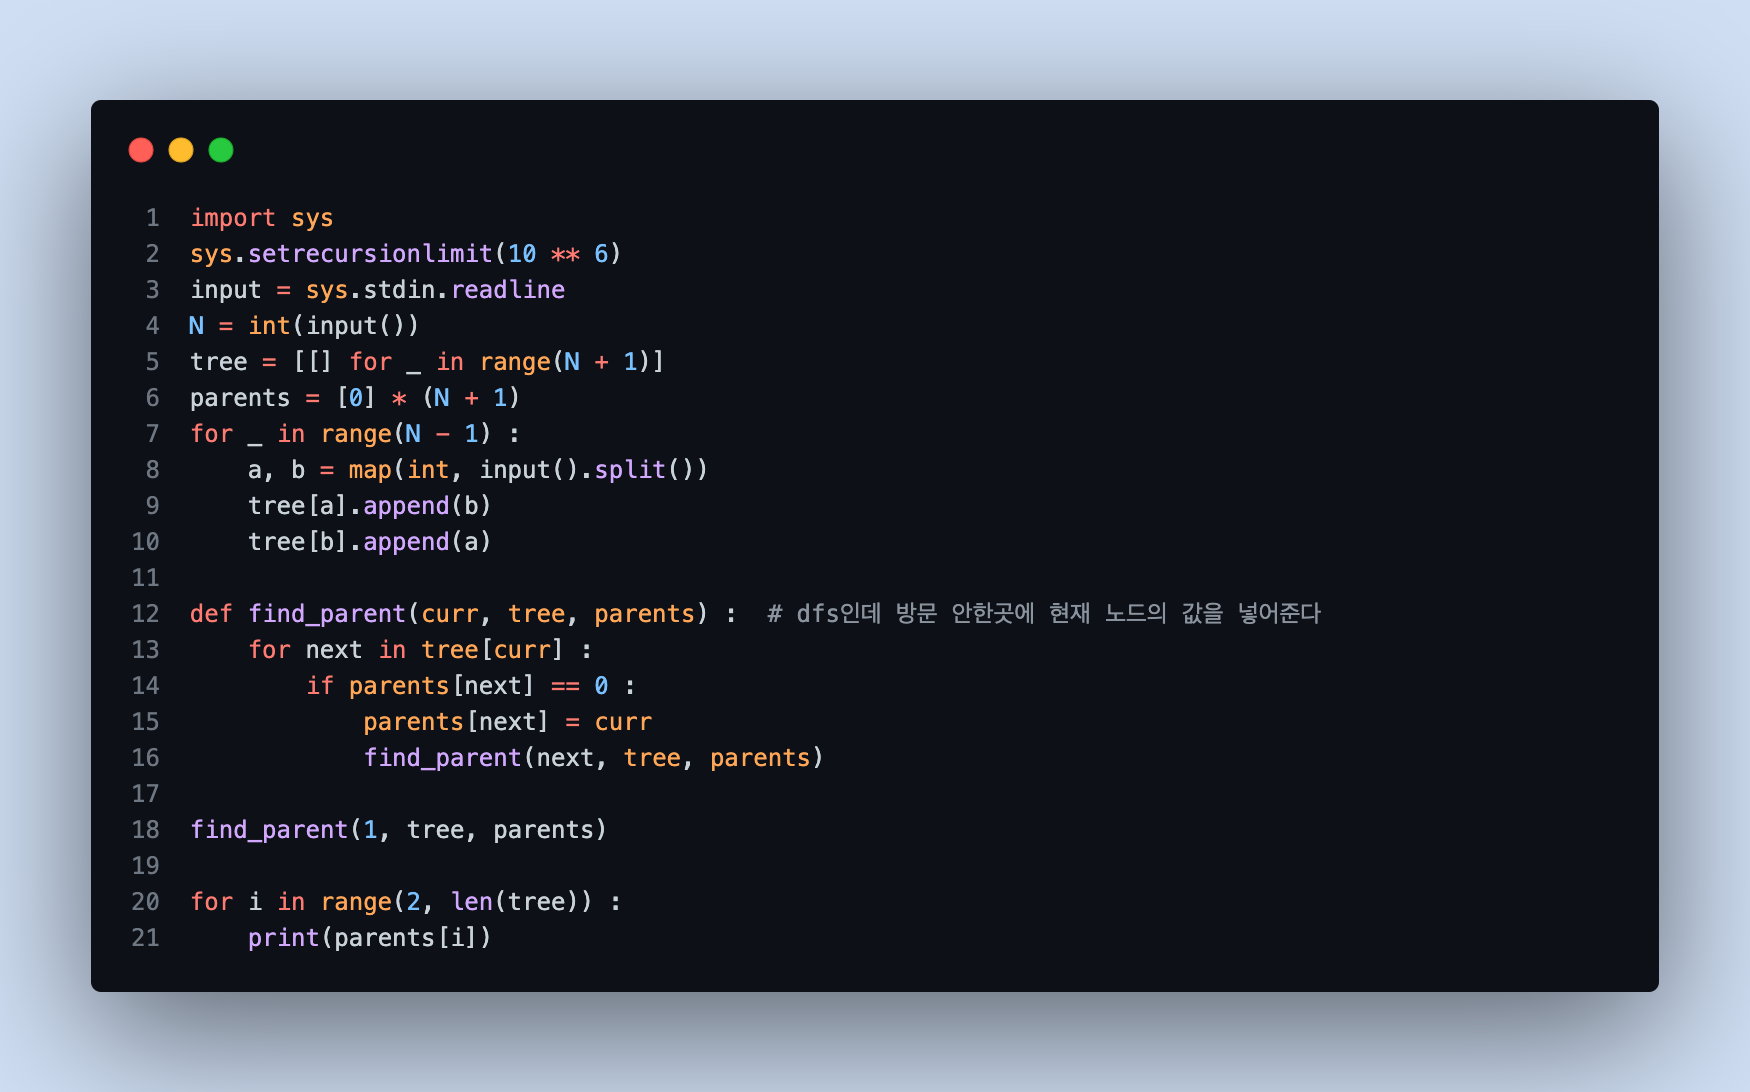 1 import sys
2 sys.setrecursionlimit(10 ** 6)
3 input = sys.stdin.readline
4 N = int(input())
5 tree = [[] for _ in range(N + 1)]
6 parents = [0] * (N + 1)
7 for _ in range(N - 1) :
8     a, b = map(int, input().split())
9     tree[a].append(b)
10     tree[b].append(a)
11
12 def find_parent(curr, tree, parents) :  # dfs인데 방문 안한곳에 현재 노드의 값을 넣어준다
13     for next in tree[curr] :
14         if parents[next] == 0 :
15             parents[next] = curr
16             find_parent(next, tree, parents)
17
18 find_parent(1, tree, parents)
19
20 for i in range(2, len(tree)) :
21     print(parents[i])